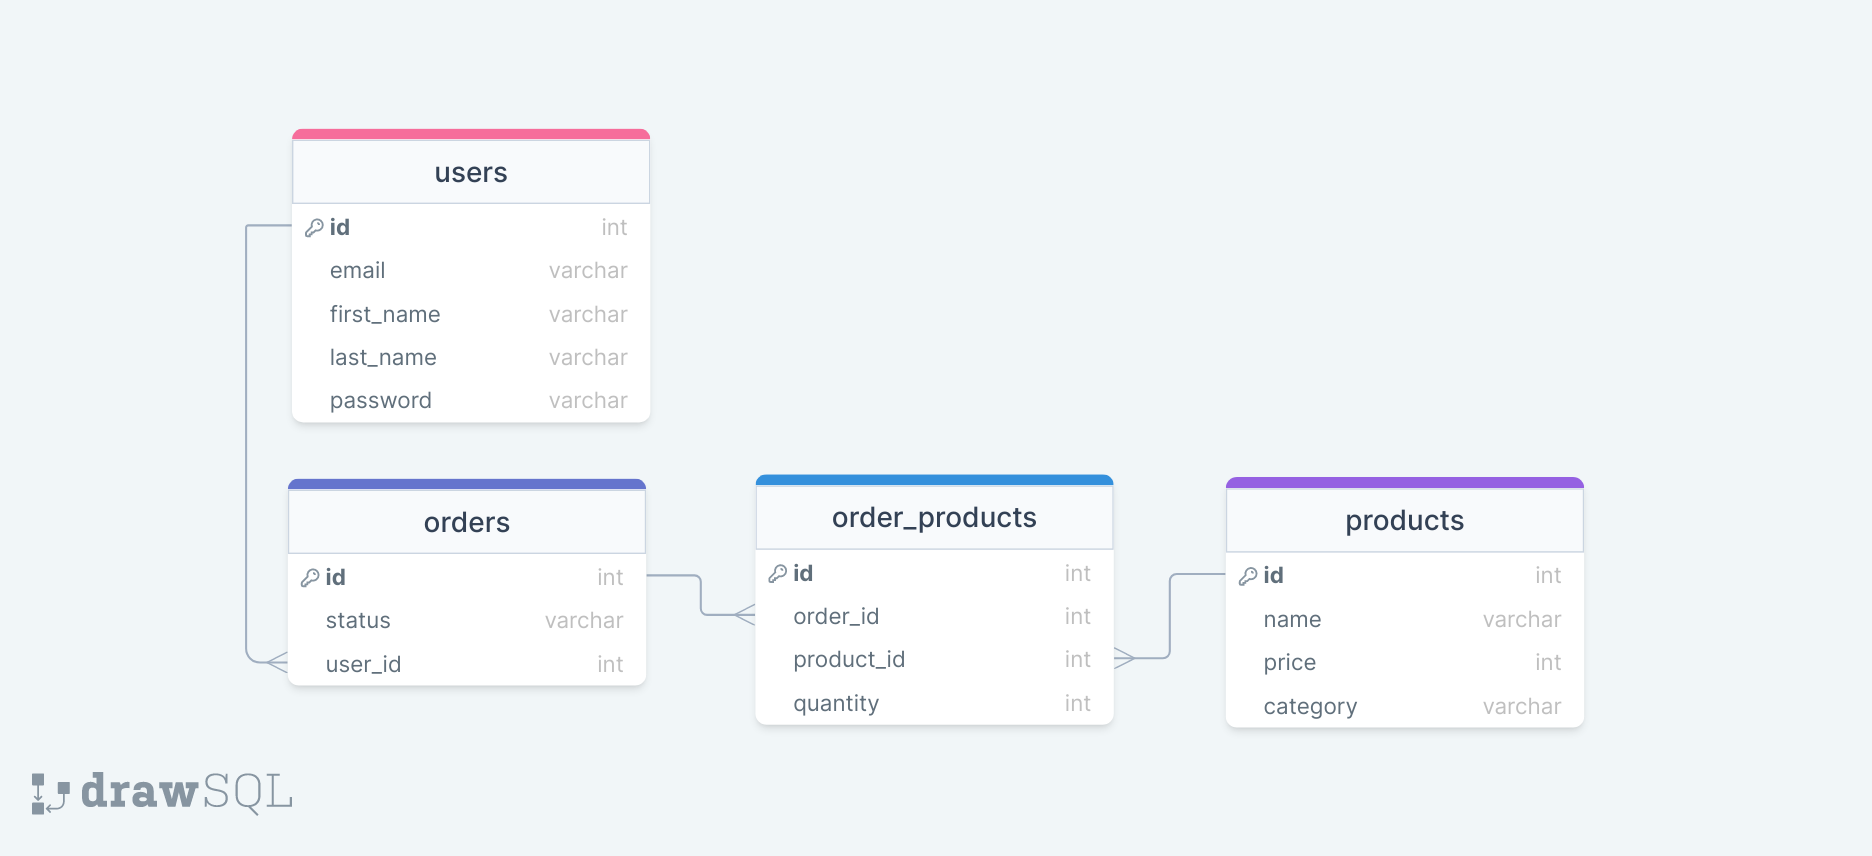 users
id int
email varchar
first_name varchar
last_name varchar
password varchar
orders
id int
status varchar
user_id int
order_products
id int
order_id int
product_id int
quantity int
products
id int
name varchar
price int
category varchar
drawSQL